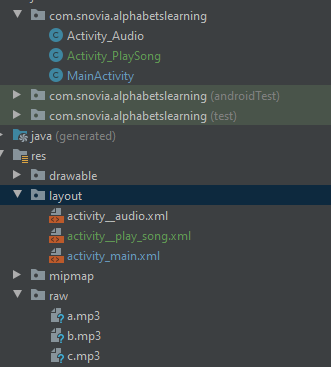 com.snovia.alphabetslearning
Activity_Audio
Activity_PlaySong
MainActivity
com.snovia.alphabetslearning (androidTest)
com.snovia.alphabetslearning (test)
java (generated)
res
drawable
layout
activity__audio.xml
activity__play_song.xml
activity_main.xml
mipmap
raw
a.mp3
b.mp3
c.mp3